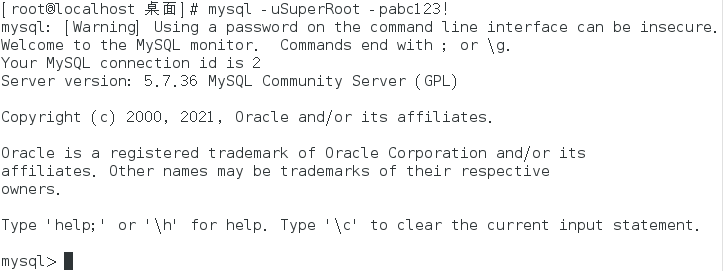 [root@localhost 桌面]# mysql -uSuperRoot -pabc123!
mysql: [Warning] Using a password on the command line interface can be insecure.
Welcome to the MySQL monitor.  Commands end with ; or \g.
Your MySQL connection id is 2
Server version: 5.7.36 MySQL Community Server (GPL)
Copyright (c) 2000, 2021, Oracle and/or its affiliates.
Oracle is a registered trademark of Oracle Corporation and/or its
affiliates. Other names may be trademarks of their respective
owners.
Type 'help;' or '\h' for help. Type '\c' to clear the current input statement.
mysql>